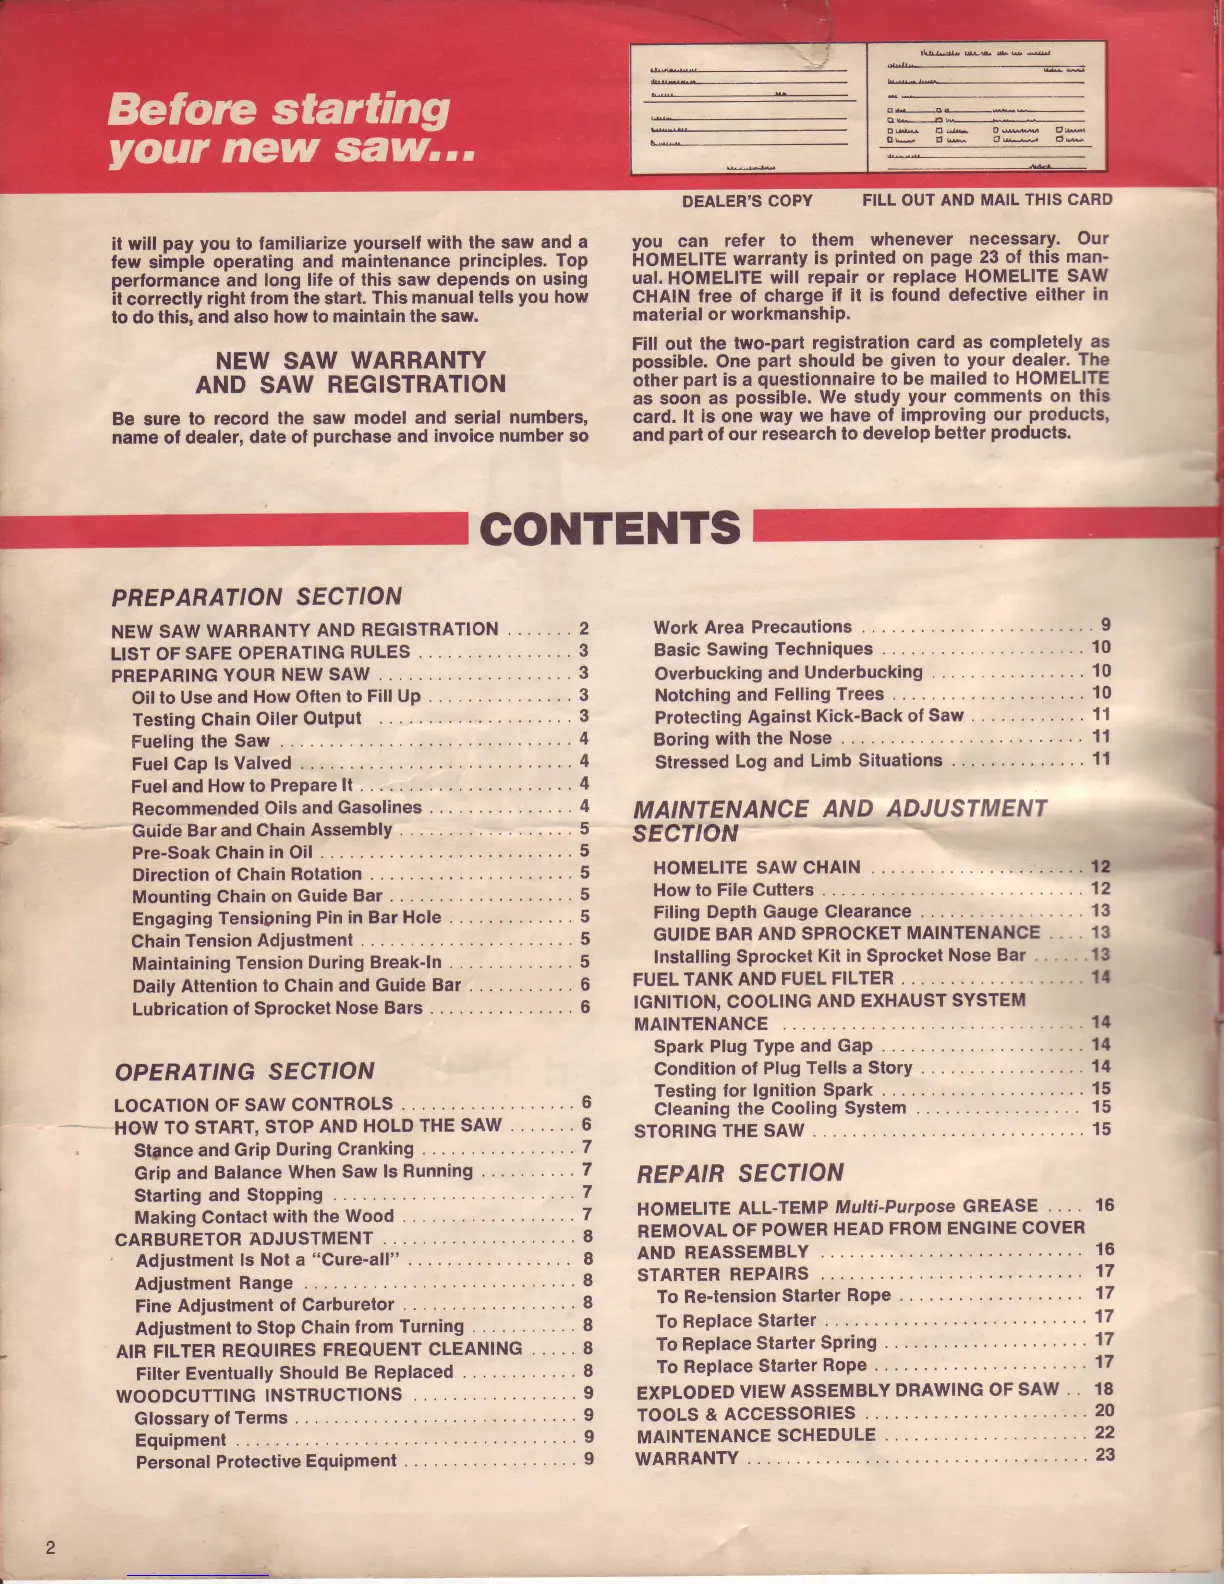 Before starting
your new saw...
DEALER'S COPY
FILL OUT AND MAIL THIS CARD
it will pay you to familiarize yourself with the saw and a
few simple operating and maintenance principles. Top
performance and long life of this saw depends on using
it correctly right from the start. This manual tells you how
to do this, and also how to maintain the saw.
NEW SAW WARRANTY
AND SAW REGISTRATION
Be sure to record the saw model and serial numbers,
name of dealer, date of purchase and invoice number so
you can refer to them whenever necessary. Our
HOMELITE warranty is printed on page 23 of this man-
ual. HOMELITE will repair or replace HOMELITE SAW
CHAIN free of charge if it is found defective either in
material or workmanship.
Fill out the two-part registration card as completely as
possible. One part should be given to your dealer. The
other part is a questionnaire to be mailed to HOMELITE
as soon as possible. We study your comments on this
card. It is one way we have of improving our products,
and part of our research to develop better products.
CONTENTS
PREPARATION SECTION
NEW SAW WARRANTY AND REGISTRATION ....... 2
LIST OF SAFE OPERATING RULES ................ 3
PREPARING YOUR NEW SAW .................... 3
Oil to Use and How Often to Fill Up ............... 3
Testing Chain Oiler Output .................... 3
Fueling the Saw .............................. 4
Fuel Cap Is Valved ............................ 4
Fuel and How to Prepare It ...................... 4
Recommended Oils and Gasolines ............... 4
Guide Bar and Chain Assembly .................. 5
Pre-Soak Chain in Oil .......................... 5
Direction of Chain Rotation ..................... 5
Mounting Chain on Guide Bar ................... 5
Engaging Tensioning Pin in Bar Hole ............. 5
Chain Tension Adjustment ...................... 5
Maintaining Tension During Break-In ............. 5
Daily Attention to Chain and Guide Bar ........... 6
Lubrication of Sprocket Nose Bars ............... 6
OPERATING SECTION
LOCATION OF SAW CONTROLS .................. 6
HOW TO START, STOP AND HOLD THE SAW ....... 6
Stance and Grip During Cranking ................ 7
Grip and Balance When Saw Is Running .......... 7
Starting and Stopping ......................... 7
Making Contact with the Wood .................. 7
CARBURETOR ADJUSTMENT .................... 8
Adjustment Is Not a "Cure-all" ................. 8
Adjustment Range ............................ 8
Fine Adjustment of Carburetor .................. 8
Adjustment to Stop Chain from Turning ........... 8
AIR FILTER REQUIRES FREQUENT CLEANING ..... 8
Filter Eventually Should Be Replaced ............ 8
WOODCUTTING INSTRUCTIONS ................. 9
Glossary of Terms ............................. 9
Equipment ................................... 9
Personal Protective Equipment .................. 9
Work Area Precautions ........................ 9
Basic Sawing Techniques ..................... 10
Overbucking and Underbucking ................ 10
Notching and Felling Trees .................... 10
Protecting Against Kick-Back of Saw ............ 11
Boring with the Nose ......................... 11
Stressed Log and Limb Situations .............. 11
MAINTENANCE AND ADJUSTMENT
SECTION
HOMELITE SAW CHAIN ...................... 12
How to File Cutters ........................... 12
Filing Depth Gauge Clearance ................. 13
GUIDE BAR AND SPROCKET MAINTENANCE .... 13
Installing Sprocket Kit in Sprocket Nose Bar ...... 13
FUEL TANK AND FUEL FILTER ................... 14
IGNITION, COOLING AND EXHAUST SYSTEM
MAINTENANCE ............................... 14
Spark Plug Type and Gap ..................... 14
Condition of Plug Tells a Story ................. 14
Testing for Ignition Spark ..................... 15
Cleaning the Cooling System ................. 15
STORING THE SAW ............................ 15
REPAIR SECTION
HOMELITE ALL-TEMP Multi-Purpose GREASE .... 16
REMOVAL OF POWER HEAD FROM ENGINE COVER
AND REASSEMBLY ........................... 16
STARTER REPAIRS ........................... 17
To Re-tension Starter Rope ................... 17
To Replace Starter ........................... 17
To Replace Starter Spring ..................... 17
To Replace Starter Rope ...................... 17
EXPLODED VIEW ASSEMBLY DRAWING OF SAW .. 18
TOOLS & ACCESSORIES ....................... 20
MAINTENANCE SCHEDULE ..................... 22
WARRANTY ................................... 23
2